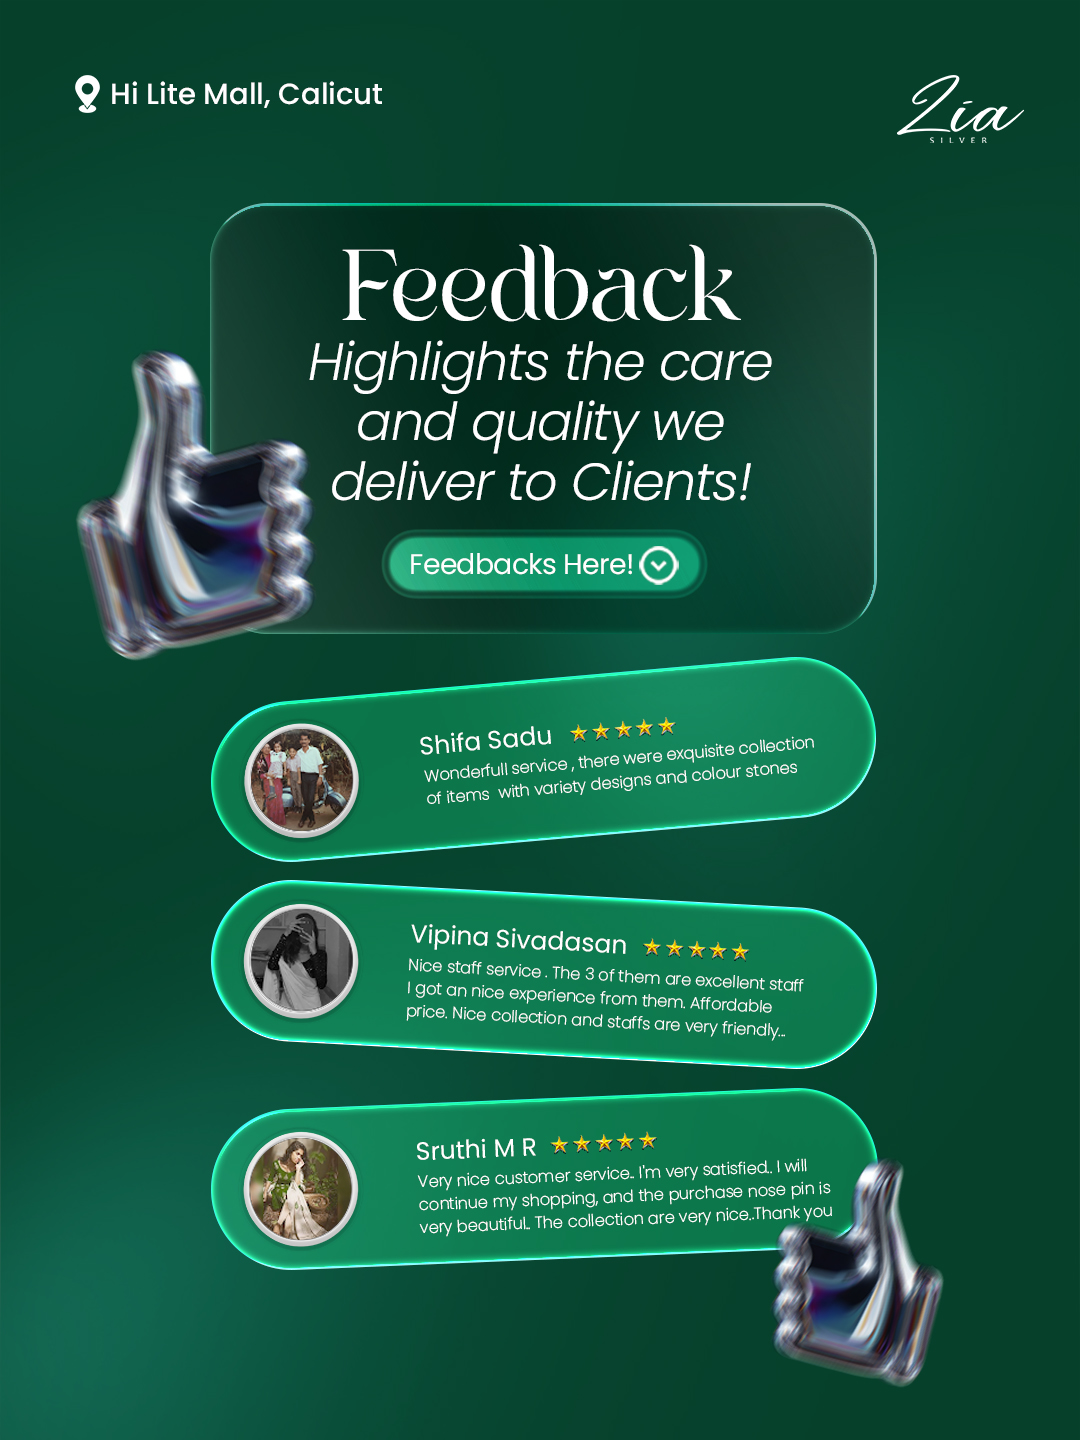 Hi Lite Mall, Calicut
Zia
SILVER
Feedback
Highlights the care
and quality we
deliver to Clients!
Feedbacks Here!
Shifa Sadu
Wonderfull service , there were exquisite collection
of items with variety designs and colour stones
Vipina Sivadasan
Nice staff service . The 3 of them are excellent staff
I got an nice experience from them. Affordable
price. Nice collection and staffs are very friendly...
Sruthi M R
Very nice customer service.. I'm very satisfied.. I will
continue my shopping, and the purchase nose pin is
very beautiful.. The collection are very nice..Thank you